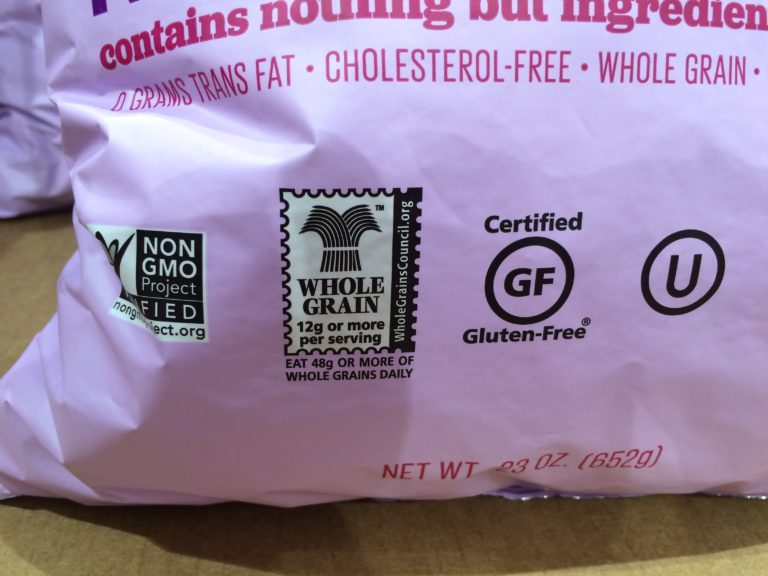 contains nothing but ingredien
0 GRAMS TRANS FAT • CHOLESTEROL-FREE • WHOLE GRAIN •
NON
GMO
Project
FIED
ject.org
WHOLE
GRAIN
12g or more
per serving
WholeGrainsCouncil.org
™
EAT 48g OR MORE OF
WHOLE GRAINS DAILY
Certified
GF
Gluten-Free®
U
NET WT 23 OZ. (652g)